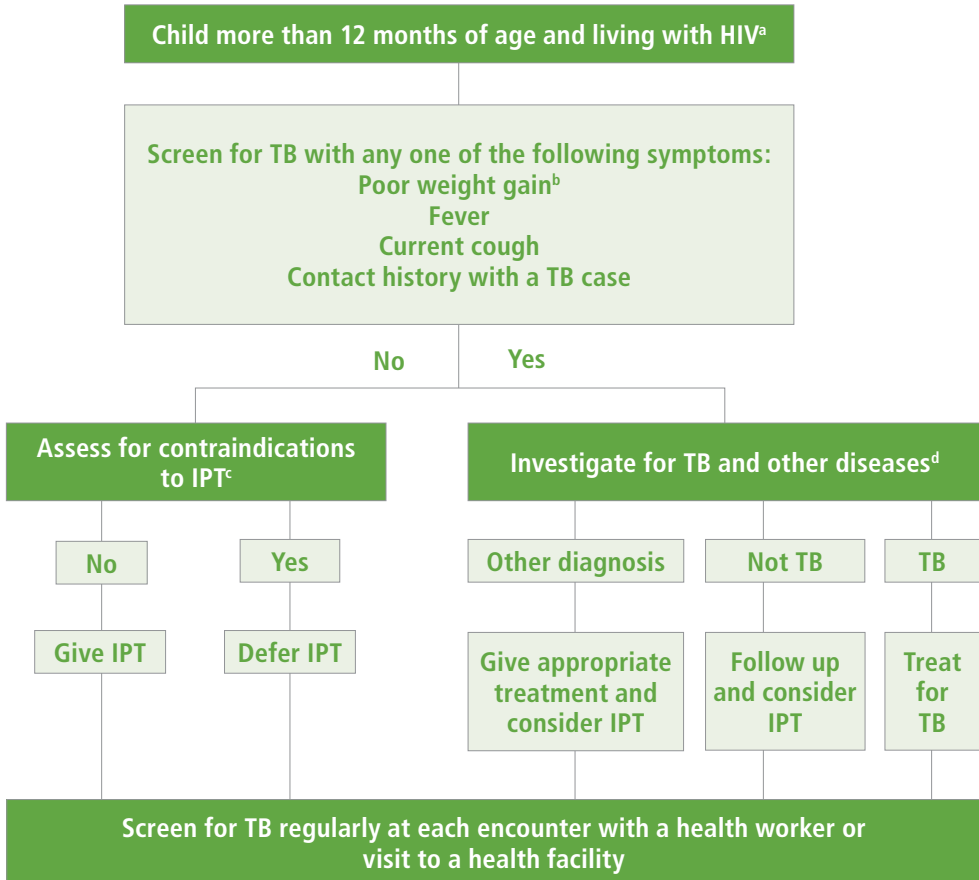 Child more than 12 months of age and living with HIVᵃ
Screen for TB with any one of the following symptoms:
Poor weight gainᵇ
Fever
Current cough
Contact history with a TB case
No
Yes
Assess for contraindications
to IPTᶜ
Investigate for TB and other diseasesᵈ
No
Yes
Other diagnosis
Not TB
TB
Give IPT
Defer IPT
Give appropriate
treatment and
consider IPT
Follow up
and consider
IPT
Treat
for
TB
Screen for TB regularly at each encounter with a health worker or
visit to a health facility